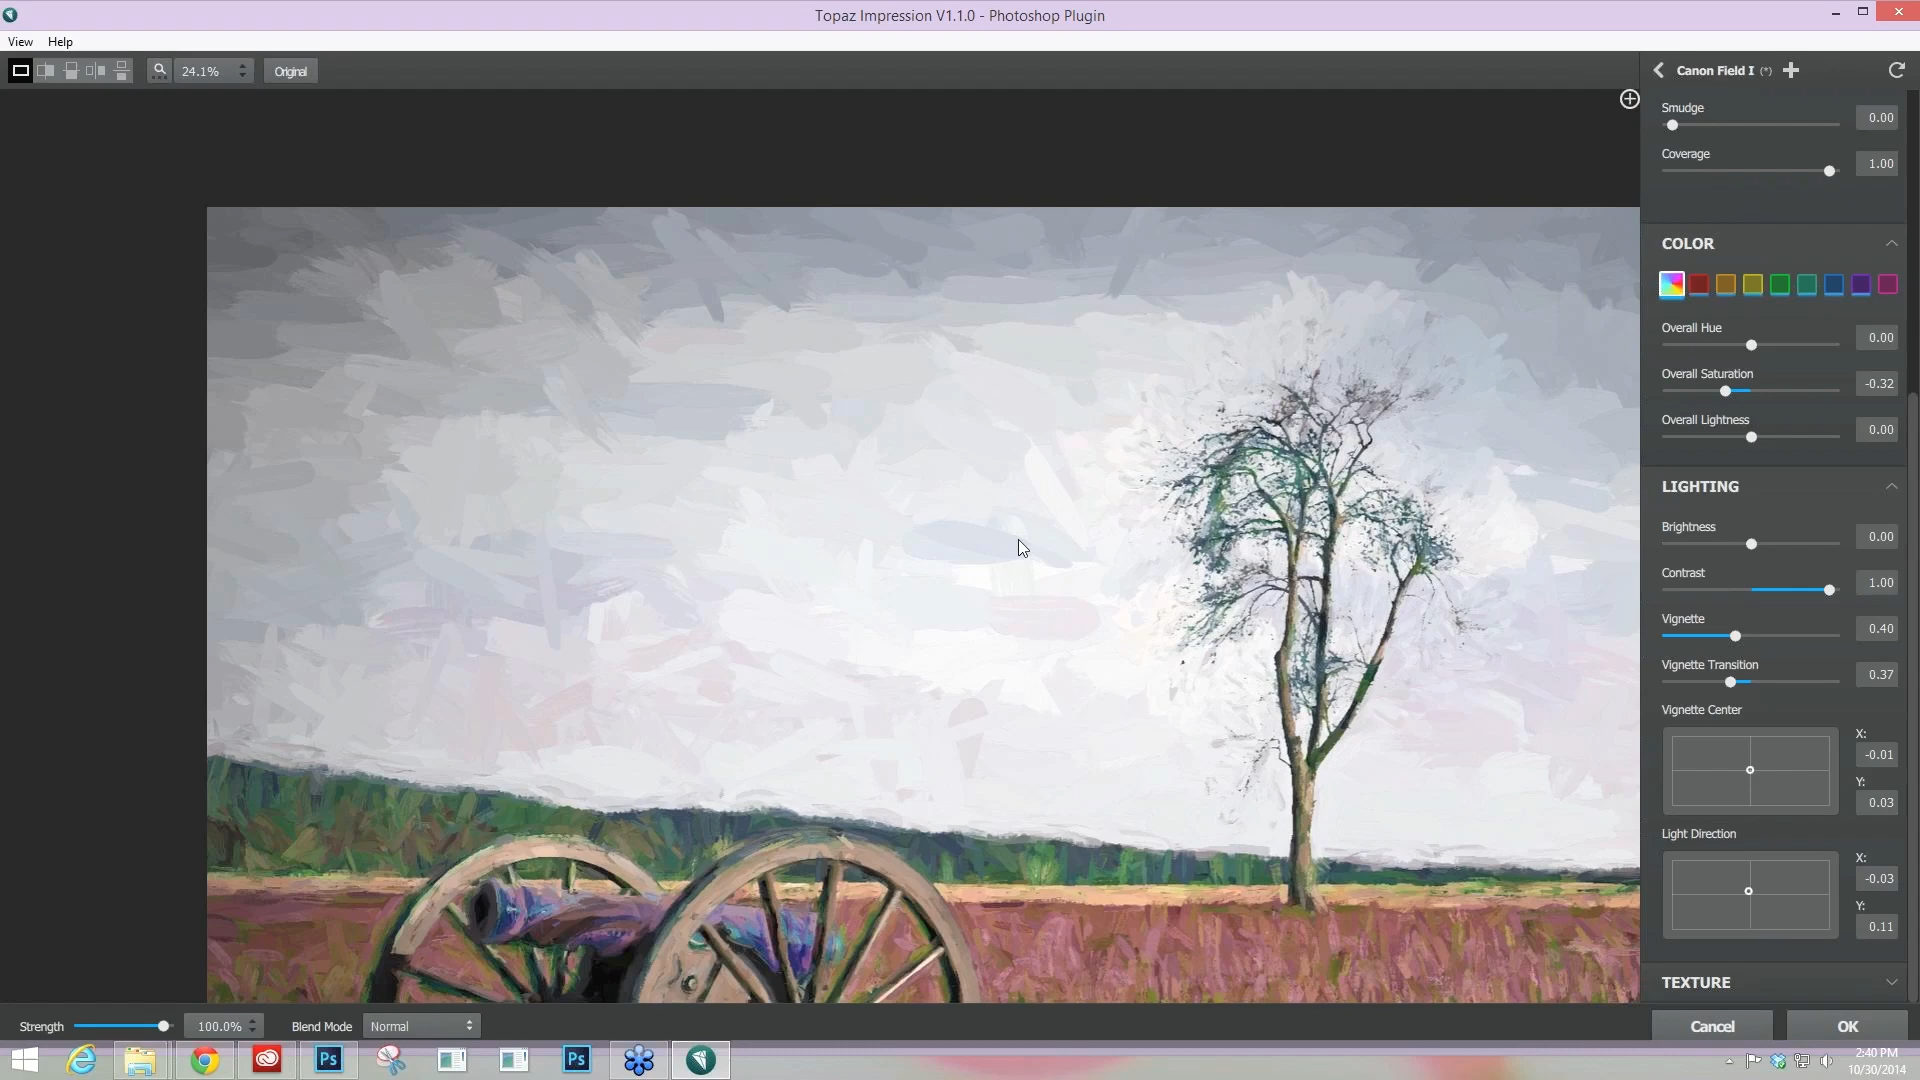 Topaz Impression V1.1.0 - Photoshop Plugin
View Help
24.1% Original
Canon Field I (*)
Smudge
0.00
Coverage
1.00
COLOR
Overall Hue
0.00
Overall Saturation
-0.32
Overall Lightness
0.00
LIGHTING
Brightness
0.00
Contrast
1.00
Vignette
0.40
Vignette Transition
0.37
Vignette Center
X:
-0.01
Y:
0.03
Light Direction
X:
-0.03
Y:
0.11
TEXTURE
Strength 100.0% Blend Mode Normal
Cancel OK
Ps Ps
2:40 PM
10/30/2014